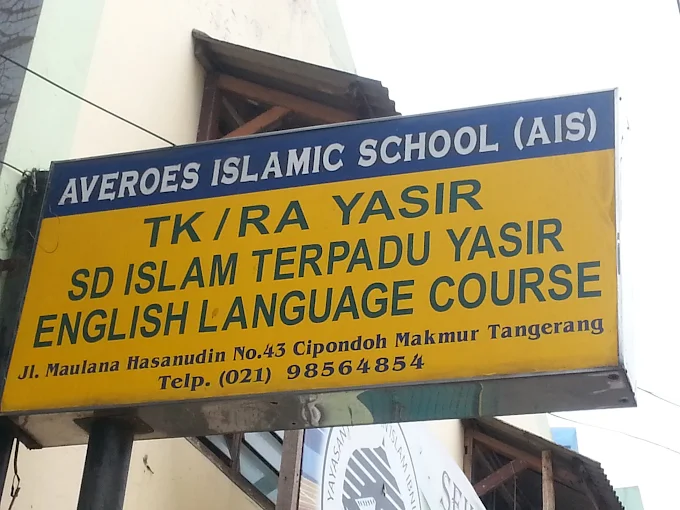 AVEROES ISLAMIC SCHOOL (AIS)
TK / RA YASIR
SD ISLAM TERPADU YASIR
ENGLISH LANGUAGE COURSE
Jl. Maulana Hasanudin No.43 Cipondoh Makmur Tangerang
Telp. (021) 98564854